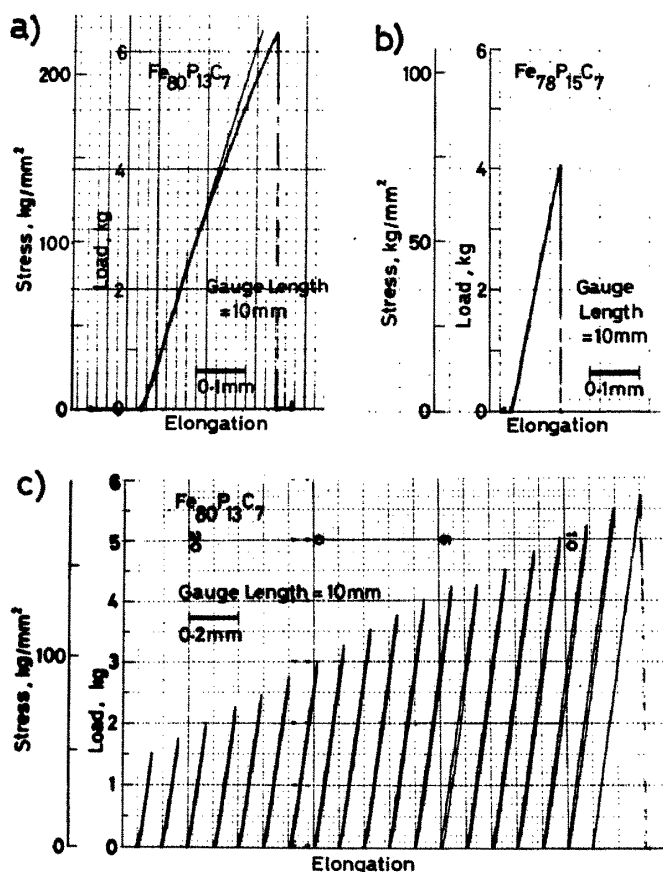 a)
Fe80P13C7
Stress, kg/mm²
200
100
0
Load, kg
6
4
2
0
Gauge Length
=10mm
0.1mm
Elongation
b)
Fe78P15C7
Stress, kg/mm²
100
50
0
Load, kg
6
4
2
0
Gauge
Length
=10mm
0.1mm
Elongation
c)
Fe80P13C7
Stress, kg/mm²
100
0
Load, kg
6
5
4
3
2
1
0
Gauge Length = 10mm
0.2mm
10
Elongation